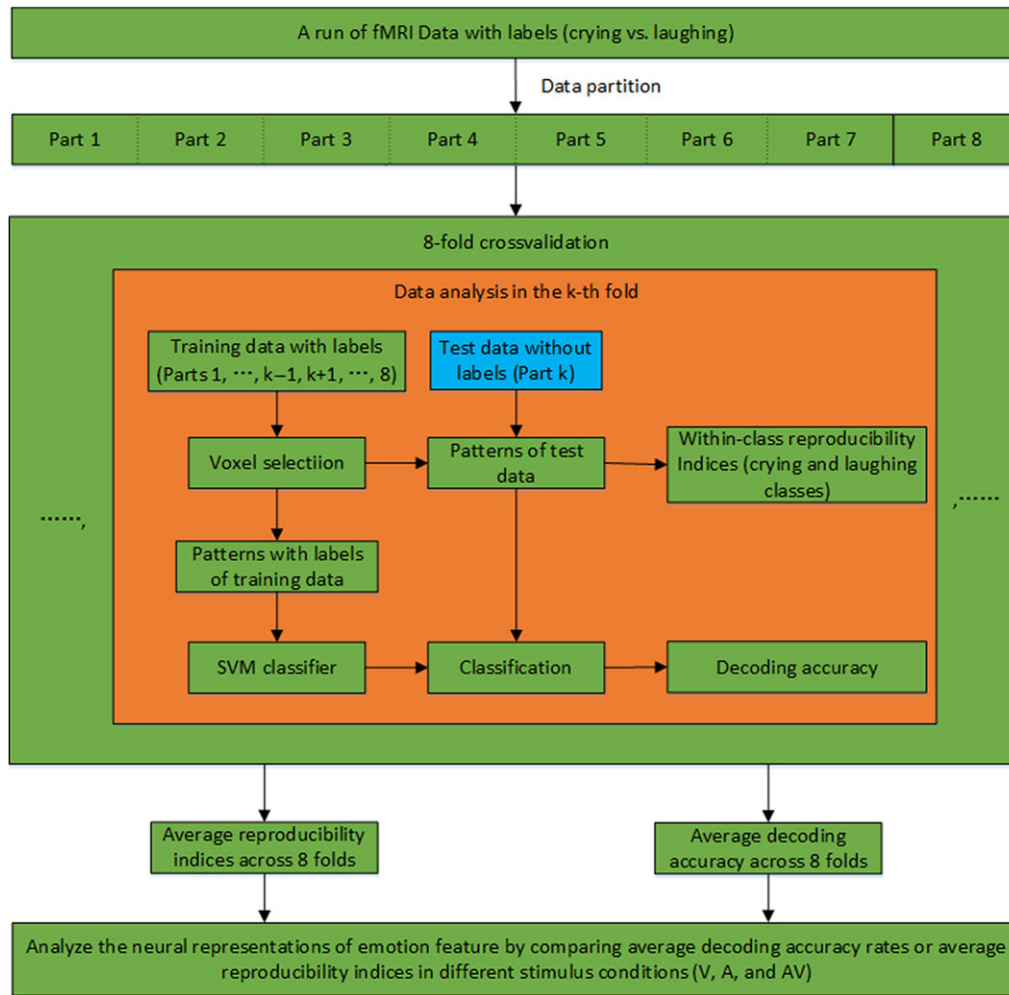 A run of fMRI Data with labels (crying vs. laughing)
Data partition
Part 1 Part 2 Part 3 Part 4 Part 5 Part 6 Part 7 Part 8
8-fold crossvalidation
Data analysis in the k-th fold
Training data with labels
(Parts 1, ···, k−1, k+1, ···, 8)
Test data without
labels (Part k)
Voxel selectiion
Patterns of test
data
Within-class reproducibility
Indices (crying and laughing
classes)
······,
,······
Patterns with labels
of training data
SVM classifier
Classification
Decoding accuracy
Average reproducibility
indices across 8 folds
Average decoding
accuracy across 8 folds
Analyze the neural representations of emotion feature by comparing average decoding accuracy rates or average
reproducibility indices in different stimulus conditions (V, A, and AV)